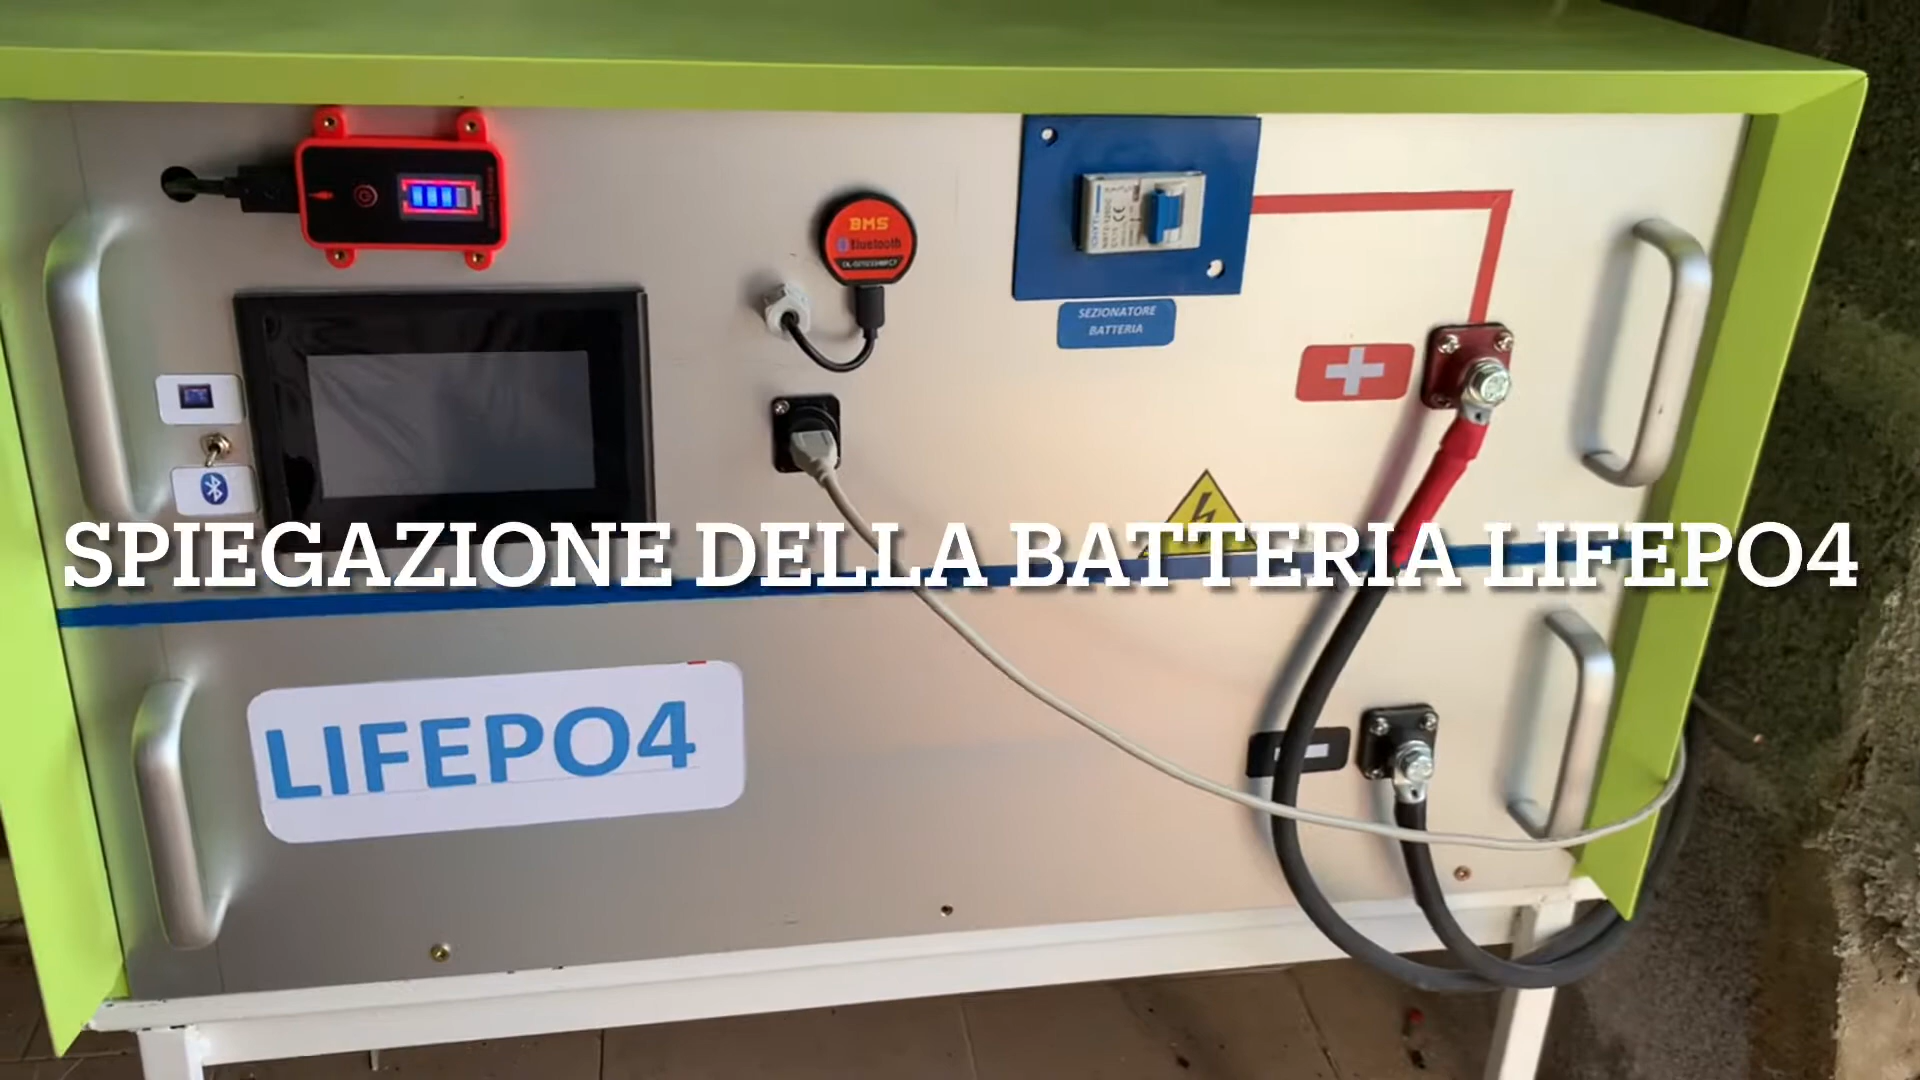 BMS
Bluetooth
SEZIONATORE
BATTERIA
SPIEGAZIONE DELLA BATTERIA LIFEPO4
LIFEPO4